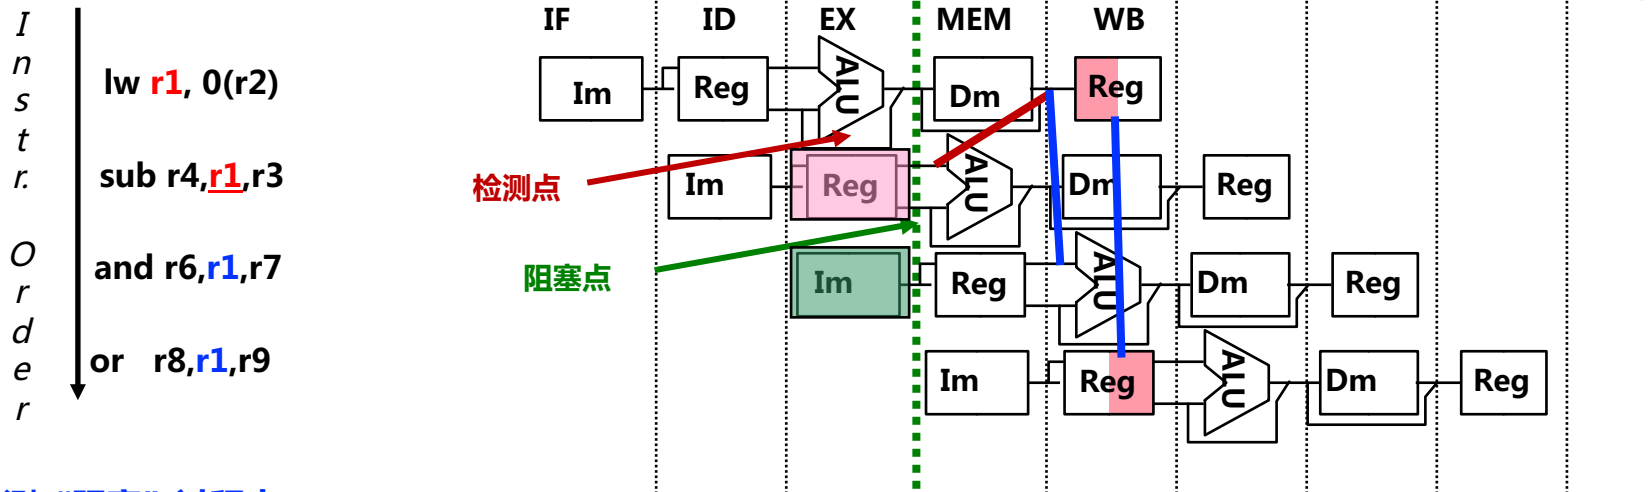 Instr. Order
IF ID EX MEM WB
lw r1, 0(r2)
Im Reg ALU Dm Reg
sub r4,r1,r3
检测点
Im Reg ALU Dm Reg
and r6,r1,r7
阻塞点
Im Reg ALU Dm Reg
or r8,r1,r9
Im Reg ALU Dm Reg